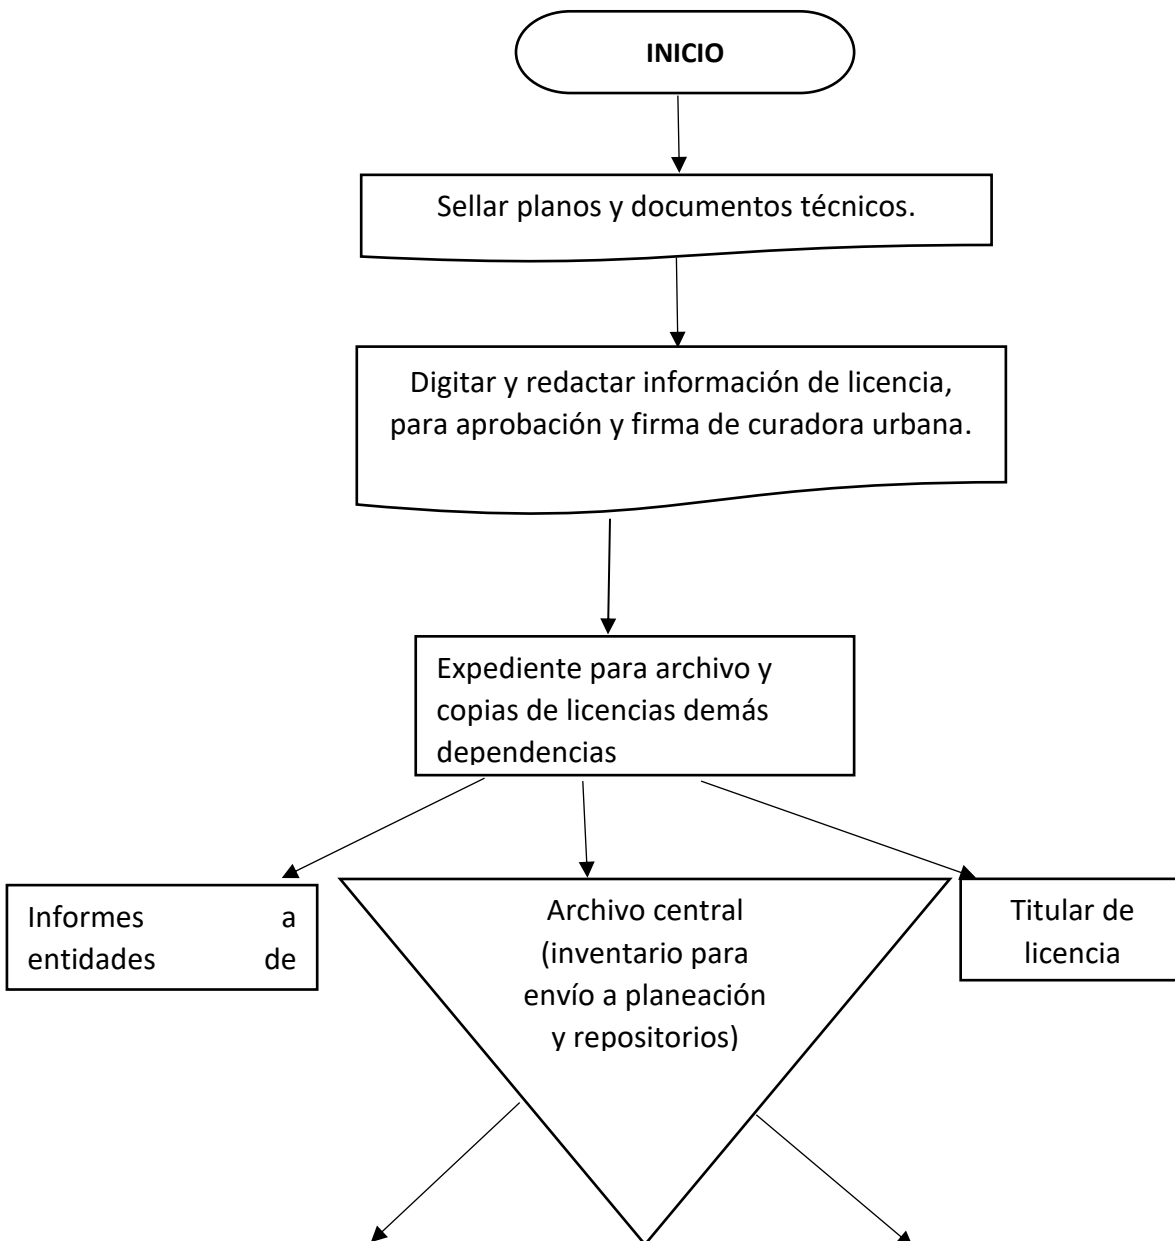 INICIO
Sellar planos y documentos técnicos.
Digitar y redactar información de licencia,
para aprobación y firma de curadora urbana.
Expediente para archivo y
copias de licencias demás
dependencias
Informes a
entidades de
Archivo central
(inventario para
envío a planeación
y repositorios)
Titular de
licencia